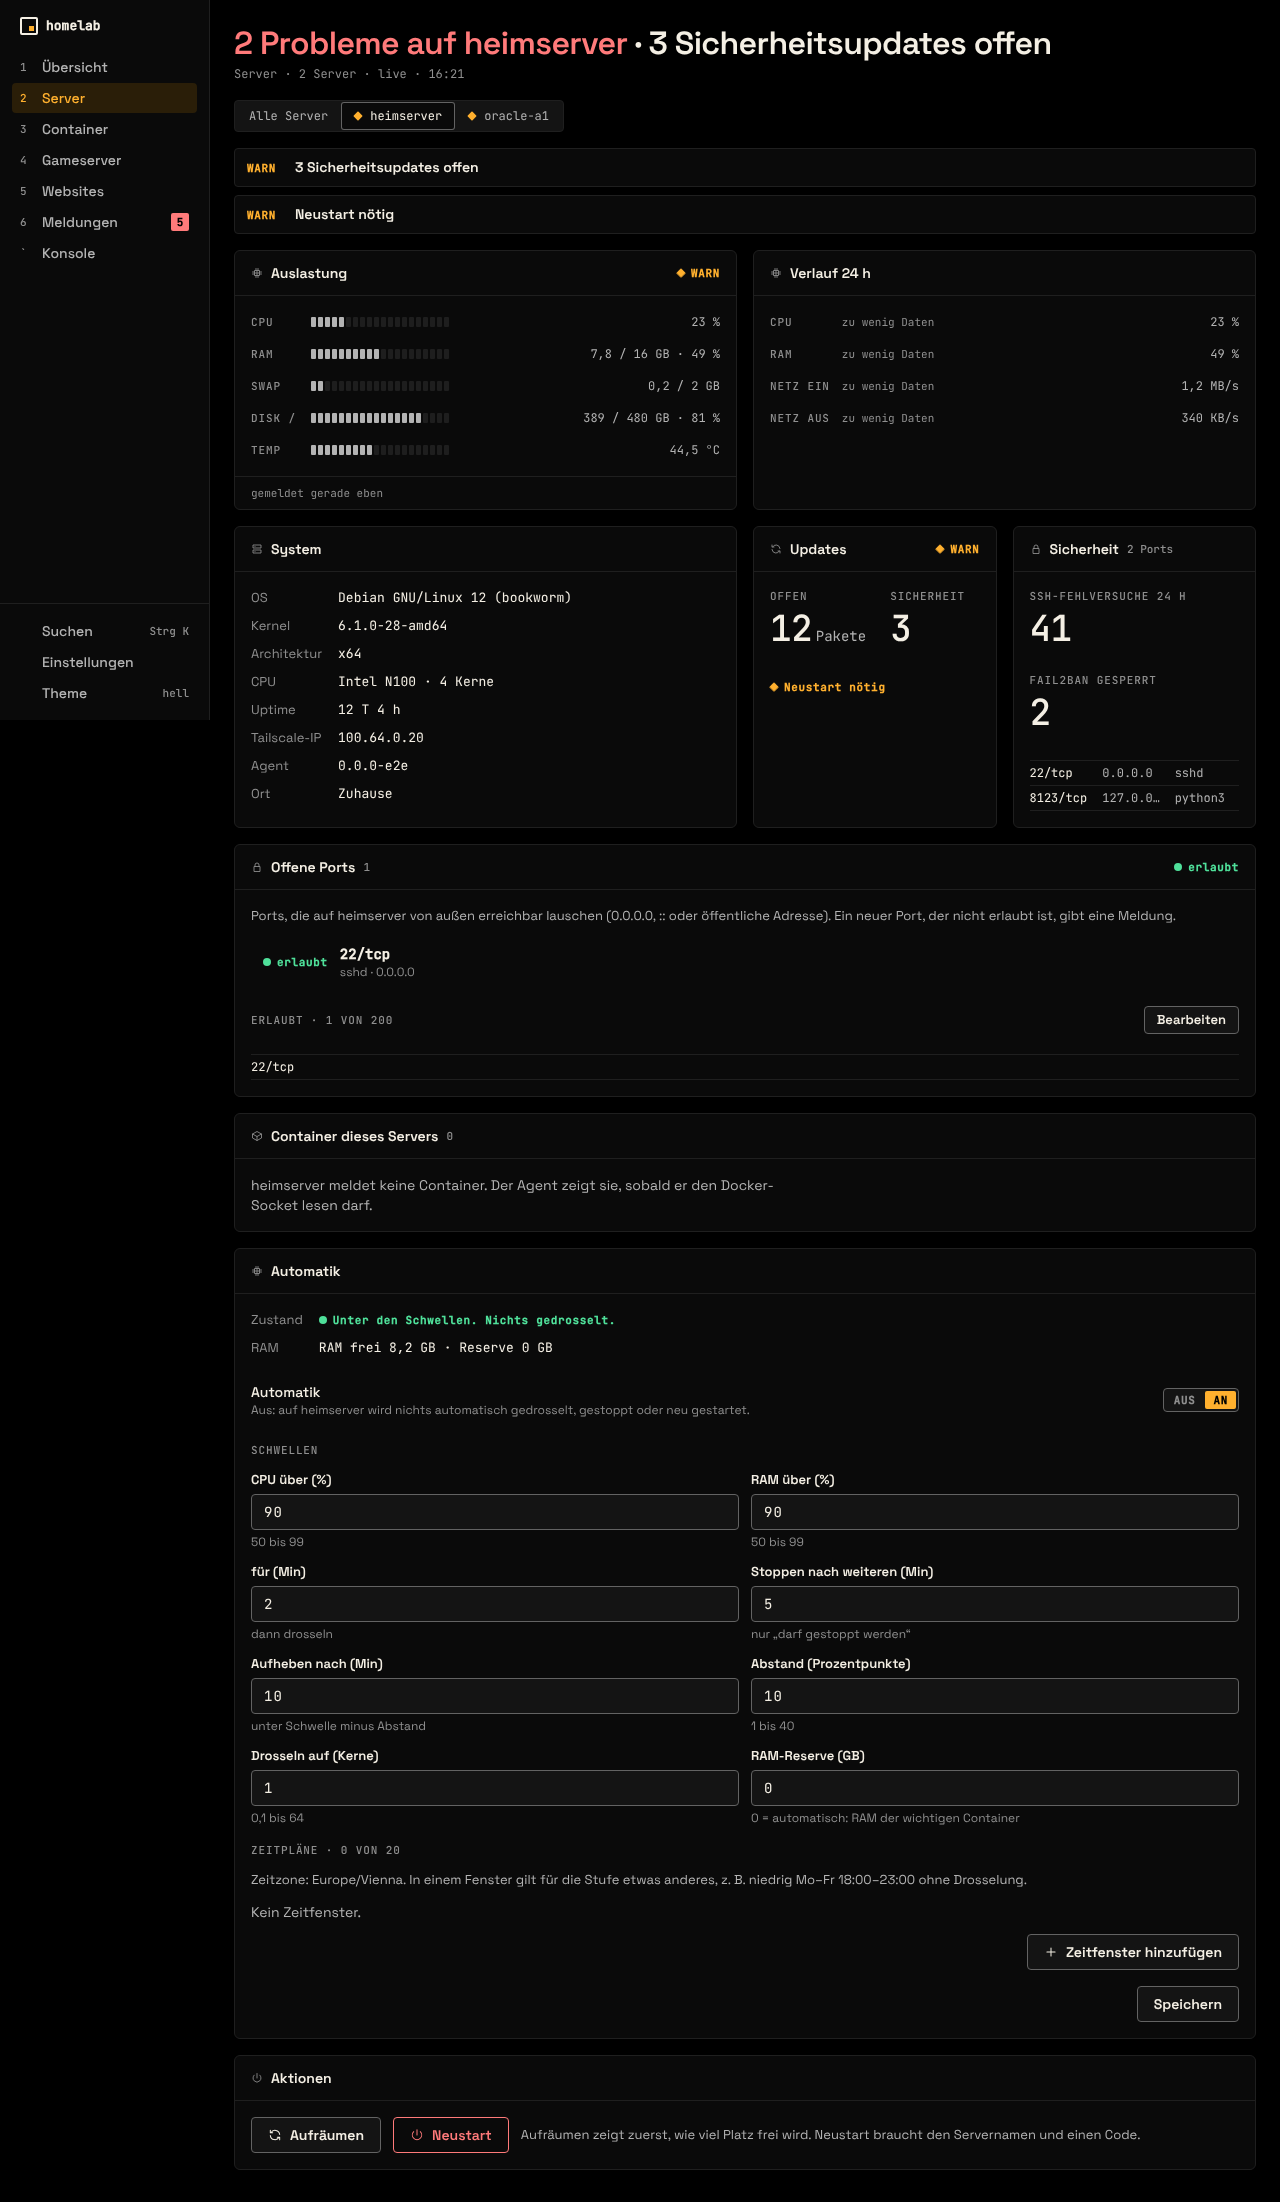 homelab
1 Übersicht
2 Server
3 Container
4 Gameserver
5 Websites
6 Meldungen 5
` Konsole
Suchen Strg K
Einstellungen
Theme hell
2 Probleme auf heimserver · 3 Sicherheitsupdates offen
Server · 2 Server · live · 16:21
Alle Server heimserver oracle-a1
WARN 3 Sicherheitsupdates offen
WARN Neustart nötig
Auslastung WARN
CPU 23 %
RAM 7,8 / 16 GB · 49 %
SWAP 0,2 / 2 GB
DISK / 389 / 480 GB · 81 %
TEMP 44,5 °C
gemeldet gerade eben
Verlauf 24 h
CPU zu wenig Daten 23 %
RAM zu wenig Daten 49 %
NETZ EIN zu wenig Daten 1,2 MB/s
NETZ AUS zu wenig Daten 340 KB/s
System
OS Debian GNU/Linux 12 (bookworm)
Kernel 6.1.0-28-amd64
Architektur x64
CPU Intel N100 · 4 Kerne
Uptime 12 T 4 h
Tailscale-IP 100.64.0.20
Agent 0.0.0-e2e
Ort Zuhause
Updates WARN
OFFEN SICHERHEIT
12 Pakete 3
Neustart nötig
Sicherheit 2 Ports
SSH-FEHLVERSUCHE 24 H
41
FAIL2BAN GESPERRT
2
22/tcp 0.0.0.0 sshd
8123/tcp 127.0.0… python3
Offene Ports 1 erlaubt
Ports, die auf heimserver von außen erreichbar lauschen (0.0.0.0, :: oder öffentliche Adresse). Ein neuer Port, der nicht erlaubt ist, gibt eine Meldung.
erlaubt 22/tcp
sshd · 0.0.0.0
ERLAUBT · 1 VON 200 Bearbeiten
22/tcp
Container dieses Servers 0
heimserver meldet keine Container. Der Agent zeigt sie, sobald er den Docker-
Socket lesen darf.
Automatik
Zustand Unter den Schwellen. Nichts gedrosselt.
RAM RAM frei 8,2 GB · Reserve 0 GB
Automatik
Aus: auf heimserver wird nichts automatisch gedrosselt, gestoppt oder neu gestartet.
AUS AN
SCHWELLEN
CPU über (%) RAM über (%)
90 90
50 bis 99 50 bis 99
für (Min) Stoppen nach weiteren (Min)
2 5
dann drosseln nur „darf gestoppt werden“
Aufheben nach (Min) Abstand (Prozentpunkte)
10 10
unter Schwelle minus Abstand 1 bis 40
Drosseln auf (Kerne) RAM-Reserve (GB)
1 0
0,1 bis 64 0 = automatisch: RAM der wichtigen Container
ZEITPLÄNE · 0 VON 20
Zeitzone: Europe/Vienna. In einem Fenster gilt für die Stufe etwas anderes, z. B. niedrig Mo–Fr 18:00–23:00 ohne Drosselung.
Kein Zeitfenster.
Zeitfenster hinzufügen
Speichern
Aktionen
Aufräumen Neustart Aufräumen zeigt zuerst, wie viel Platz frei wird. Neustart braucht den Servernamen und einen Code.